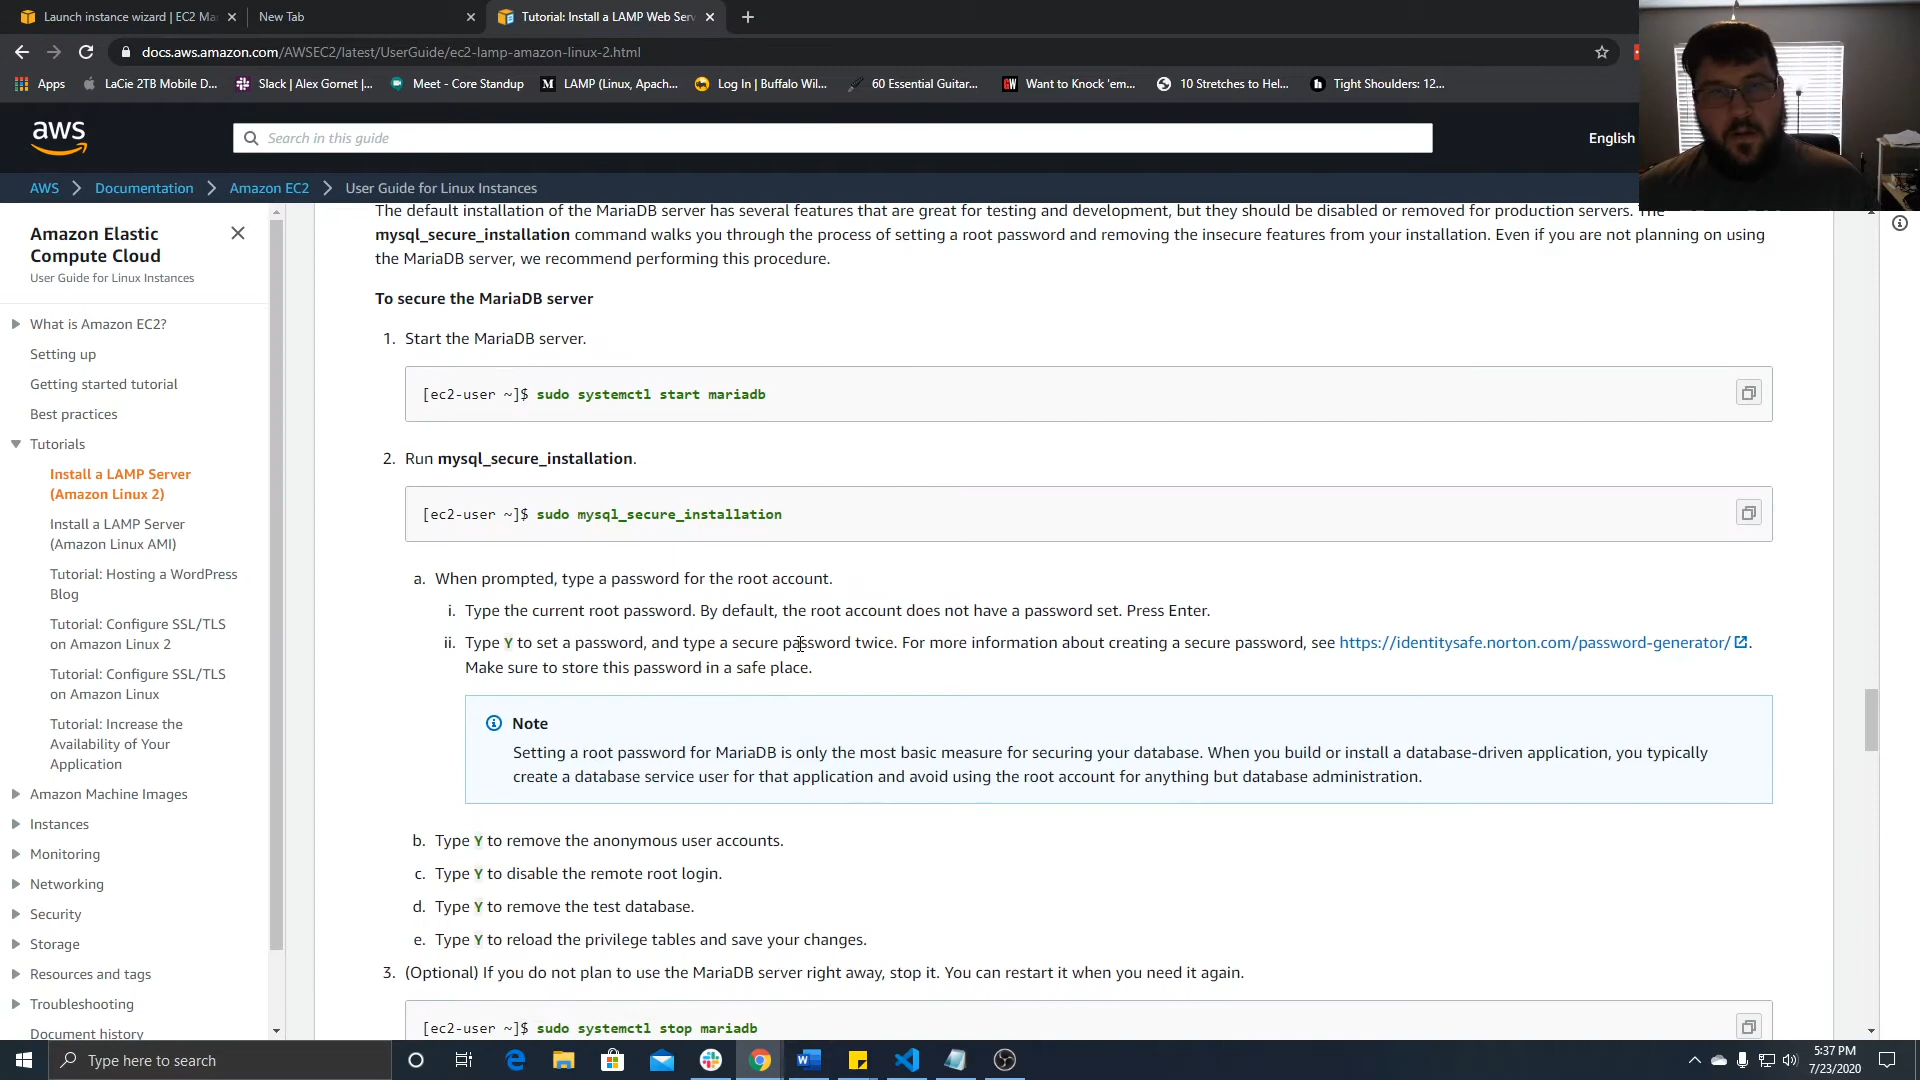 Launch instance wizard | EC2 Ma
New Tab
Tutorial: Install a LAMP Web Serv
docs.aws.amazon.com/AWSEC2/latest/UserGuide/ec2-lamp-amazon-linux-2.html
Apps
LaCie 2TB Mobile D...
Slack | Alex Gornet |...
Meet - Core Standup
LAMP (Linux, Apach...
Log In | Buffalo Wil...
60 Essential Guitar...
Want to Knock 'em...
10 Stretches to Hel...
Tight Shoulders: 12...
aws
Search in this guide
English
AWS > Documentation > Amazon EC2 > User Guide for Linux Instances
Amazon Elastic
Compute Cloud
User Guide for Linux Instances
What is Amazon EC2?
Setting up
Getting started tutorial
Best practices
Tutorials
Install a LAMP Server
(Amazon Linux 2)
Install a LAMP Server
(Amazon Linux AMI)
Tutorial: Hosting a WordPress
Blog
Tutorial: Configure SSL/TLS
on Amazon Linux 2
Tutorial: Configure SSL/TLS
on Amazon Linux
Tutorial: Increase the
Availability of Your
Application
Amazon Machine Images
Instances
Monitoring
Networking
Security
Storage
Resources and tags
Troubleshooting
Document history
The default installation of the MariaDB server has several features that are great for testing and development, but they should be disabled or removed for production servers. The
mysql_secure_installation command walks you through the process of setting a root password and removing the insecure features from your installation. Even if you are not planning on using
the MariaDB server, we recommend performing this procedure.
To secure the MariaDB server
1. Start the MariaDB server.
[ec2-user ~]$ sudo systemctl start mariadb
2. Run mysql_secure_installation.
[ec2-user ~]$ sudo mysql_secure_installation
a. When prompted, type a password for the root account.
i. Type the current root password. By default, the root account does not have a password set. Press Enter.
ii. Type Y to set a password, and type a secure password twice. For more information about creating a secure password, see https://identitysafe.norton.com/password-generator/.
Make sure to store this password in a safe place.
Note
Setting a root password for MariaDB is only the most basic measure for securing your database. When you build or install a database-driven application, you typically
create a database service user for that application and avoid using the root account for anything but database administration.
b. Type Y to remove the anonymous user accounts.
c. Type Y to disable the remote root login.
d. Type Y to remove the test database.
e. Type Y to reload the privilege tables and save your changes.
3. (Optional) If you do not plan to use the MariaDB server right away, stop it. You can restart it when you need it again.
[ec2-user ~]$ sudo systemctl stop mariadb
Type here to search
5:37 PM
7/23/2020